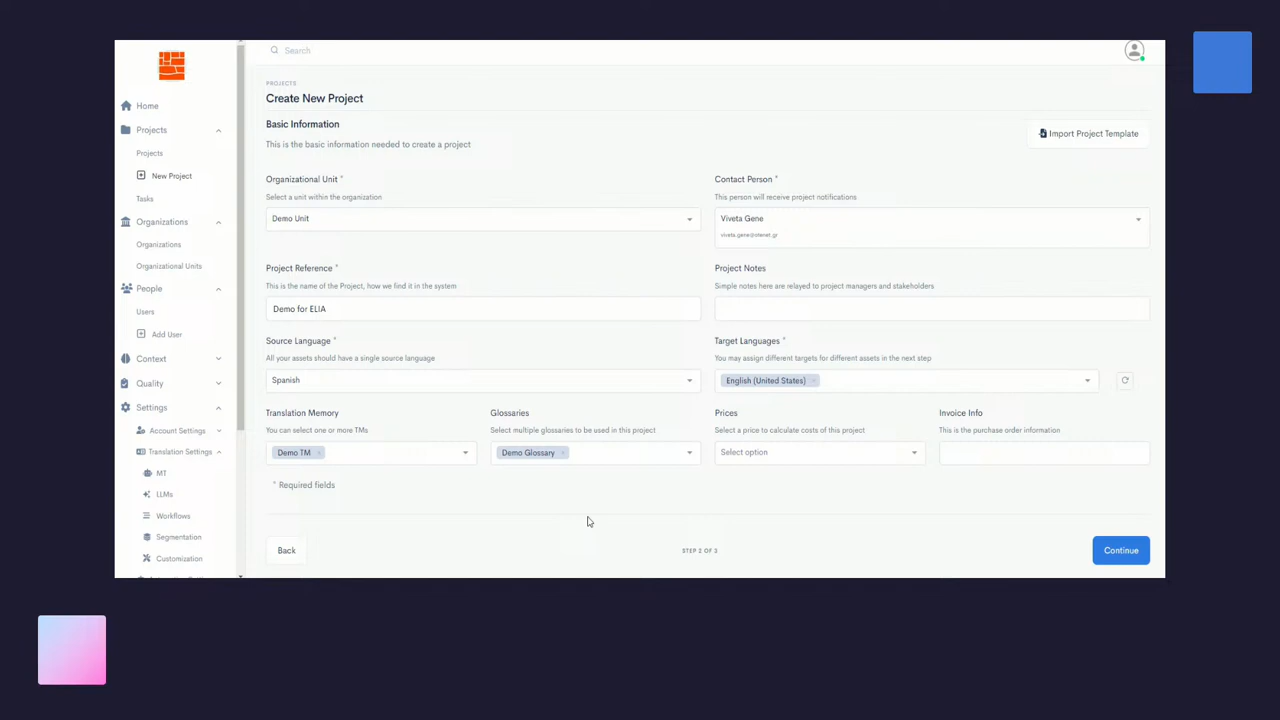 Search
PROJECTS
Create New Project
Basic Information
This is the basic information needed to create a project
Import Project Template
Home
Projects
Projects
New Project
Tasks
Organizations
Organizations
Organizational Units
People
Users
Add User
Context
Quality
Settings
Account Settings
Translation Settings
MT
LLMs
Workflows
Segmentation
Customization
Organizational Unit *
Select a unit within the organization
Demo Unit
Contact Person *
This person will receive project notifications
Viveta Gene
viveta.gene@otenet.gr
Project Reference *
This is the name of the Project, how we find it in the system
Demo for ELIA
Project Notes
Simple notes here are relayed to project managers and stakeholders
Source Language *
All your assets should have a single source language
Spanish
Target Languages *
You may assign different targets for different assets in the next step
English (United States) ×
Translation Memory
You can select one or more TMs
Demo TM ×
Glossaries
Select multiple glossaries to be used in this project
Demo Glossary ×
Prices
Select a price to calculate costs of this project
Select option
Invoice Info
This is the purchase order information
* Required fields
Back
STEP 2 OF 3
Continue